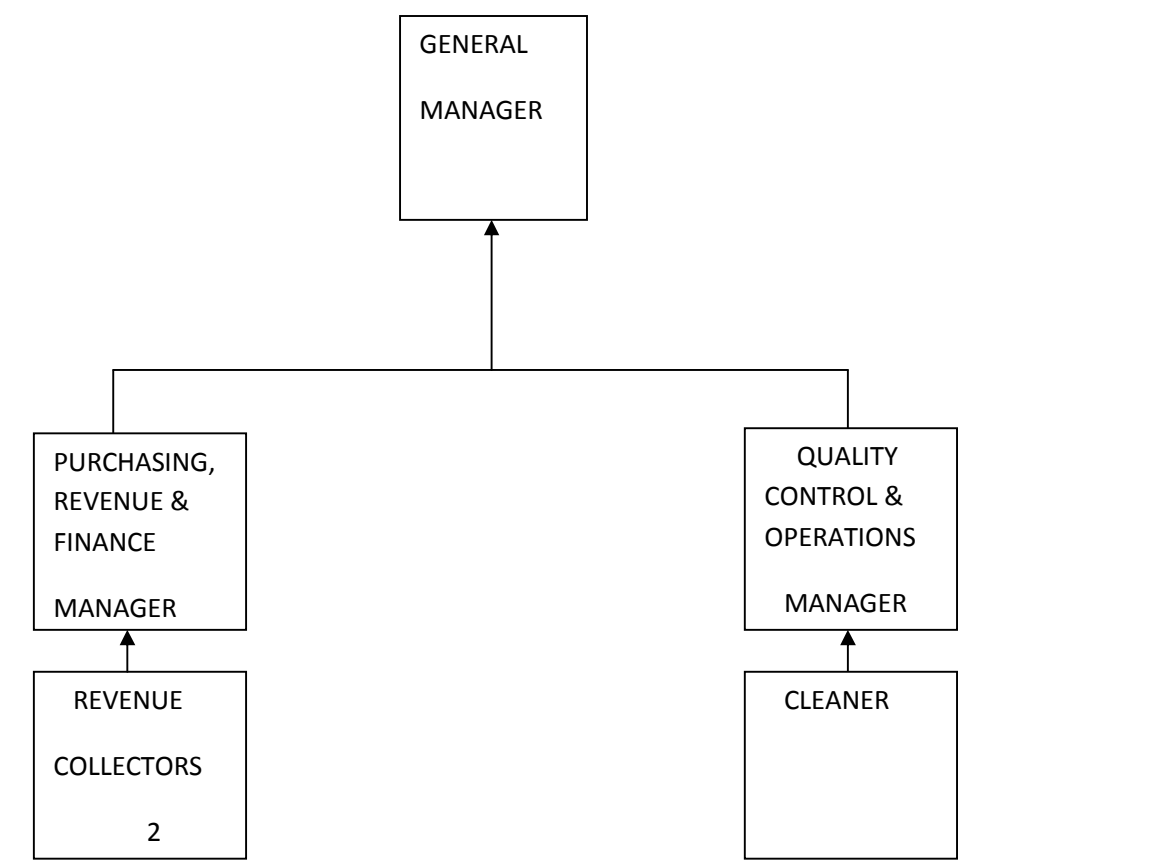 GENERAL
MANAGER
PURCHASING,
REVENUE &
FINANCE
MANAGER
QUALITY
CONTROL &
OPERATIONS
MANAGER
REVENUE
COLLECTORS
2
CLEANER